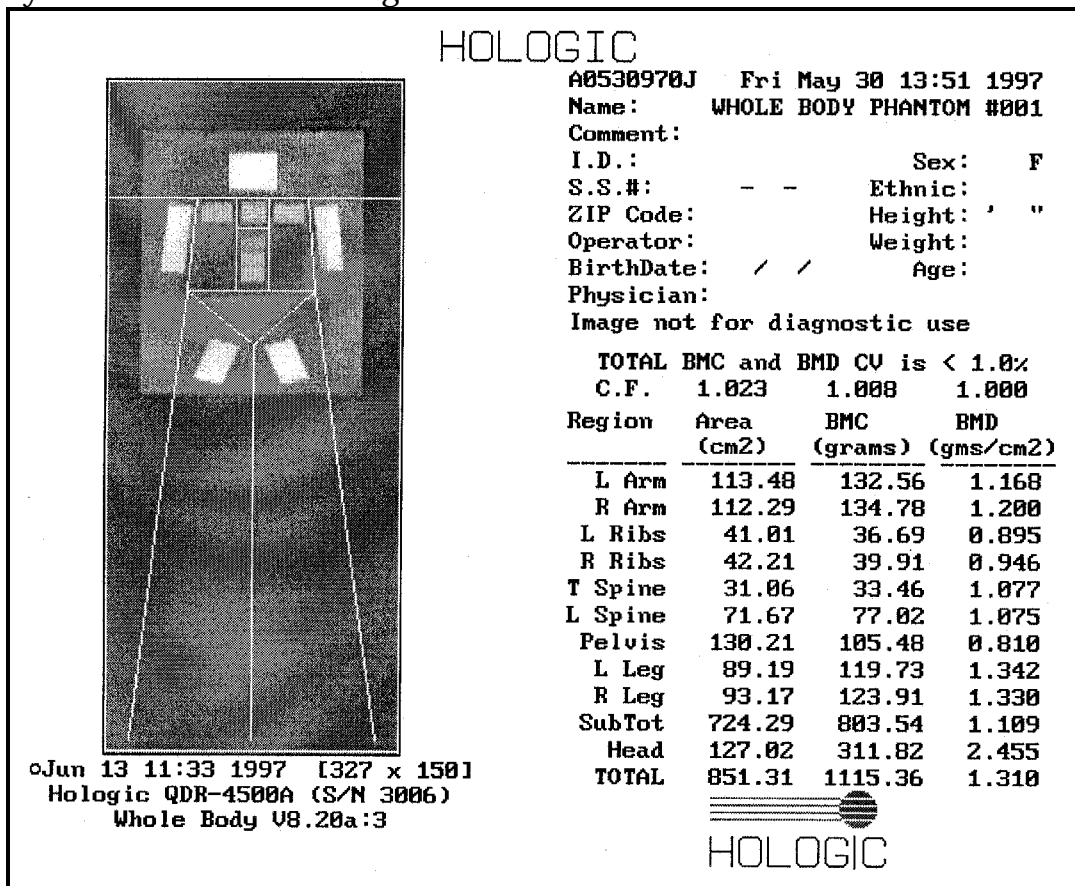 HOLOGIC
A0530970J Fri May 30 13:51 1997
Name: WHOLE BODY PHANTOM #001
Comment:
I.D.: Sex: F
S.S.#: - - Ethnic:
ZIP Code: Height: ' "
Operator: Weight:
BirthDate: / / Age:
Physician:
Image not for diagnostic use
TOTAL BMC and BMD CV is < 1.0%
C.F. 1.023 1.008 1.000
Region Area BMC BMD
(cm2) (grams) (gms/cm2)
L Arm 113.48 132.56 1.168
R Arm 112.29 134.78 1.200
L Ribs 41.01 36.69 0.895
R Ribs 42.21 39.91 0.946
T Spine 31.06 33.46 1.077
L Spine 71.67 77.02 1.075
Pelvis 130.21 105.48 0.810
L Leg 89.19 119.73 1.342
R Leg 93.17 123.91 1.330
SubTot 724.29 803.54 1.109
Head 127.02 311.82 2.455
TOTAL 851.31 1115.36 1.310
Jun 13 11:33 1997 [327 x 150]
Hologic QDR-4500A (S/N 3006)
Whole Body V8.20a:3
HOLOGIC